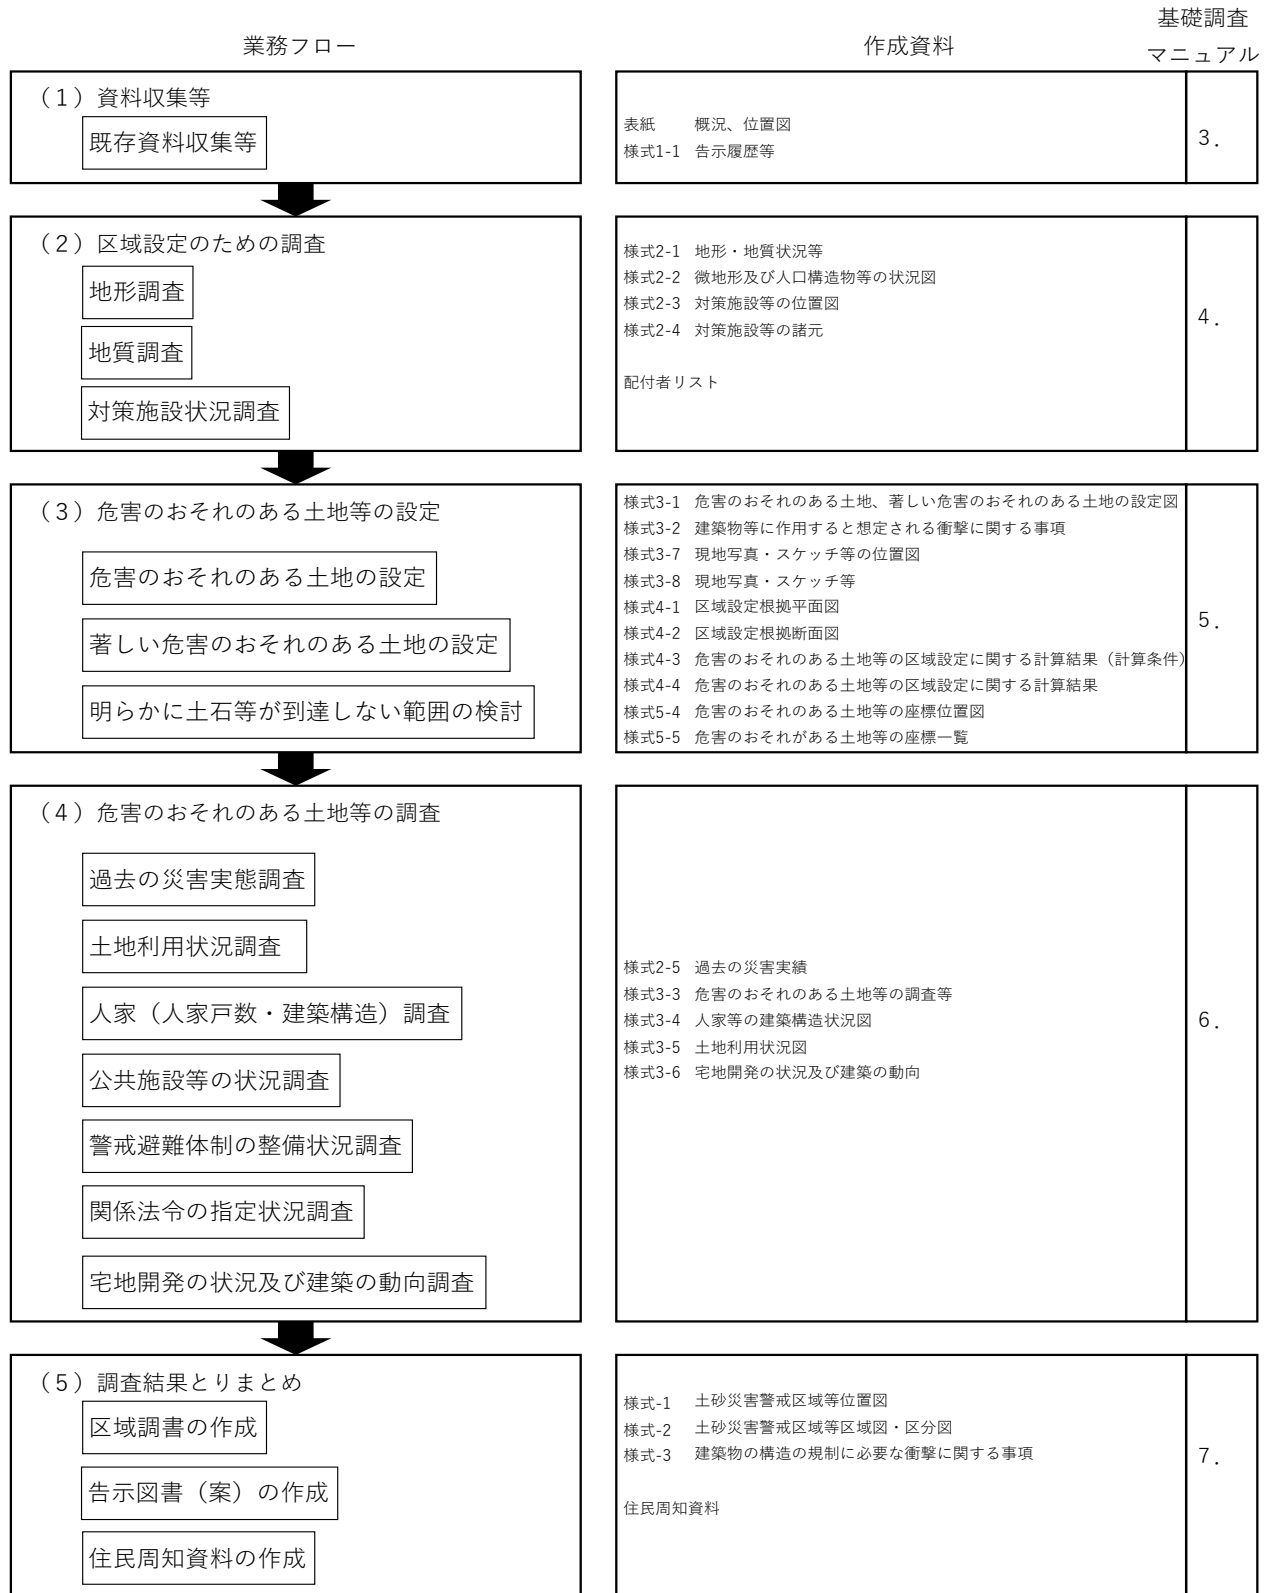 業務フロー
作成資料
基礎調査
マニュアル
（1）資料収集等
既存資料収集等
表紙 概況、位置図
様式1-1 告示履歴等
3．
（2）区域設定のための調査
地形調査
地質調査
対策施設状況調査
様式2-1 地形・地質状況等
様式2-2 微地形及び人口構造物等の状況図
様式2-3 対策施設等の位置図
様式2-4 対策施設等の諸元
配付者リスト
4．
（3）危害のおそれのある土地等の設定
危害のおそれのある土地の設定
著しい危害のおそれのある土地の設定
明らかに土石等が到達しない範囲の検討
様式3-1 危害のおそれのある土地、著しい危害のおそれのある土地の設定図
様式3-2 建築物等に作用すると想定される衝撃に関する事項
様式3-7 現地写真・スケッチ等の位置図
様式3-8 現地写真・スケッチ等
様式4-1 区域設定根拠平面図
様式4-2 区域設定根拠断面図
様式4-3 危害のおそれのある土地等の区域設定に関する計算結果（計算条件）
様式4-4 危害のおそれのある土地等の区域設定に関する計算結果
様式5-4 危害のおそれのある土地等の座標位置図
様式5-5 危害のおそれがある土地等の座標一覧
5．
（4）危害のおそれのある土地等の調査
過去の災害実態調査
土地利用状況調査
人家（人家戸数・建築構造）調査
公共施設等の状況調査
警戒避難体制の整備状況調査
関係法令の指定状況調査
宅地開発の状況及び建築の動向調査
様式2-5 過去の災害実績
様式3-3 危害のおそれのある土地等の調査等
様式3-4 人家等の建築構造状況図
様式3-5 土地利用状況図
様式3-6 宅地開発の状況及び建築の動向
6．
（5）調査結果とりまとめ
区域調書の作成
告示図書（案）の作成
住民周知資料の作成
様式-1 土砂災害警戒区域等位置図
様式-2 土砂災害警戒区域等区域図・区分図
様式-3 建築物の構造の規制に必要な衝撃に関する事項
住民周知資料
7．